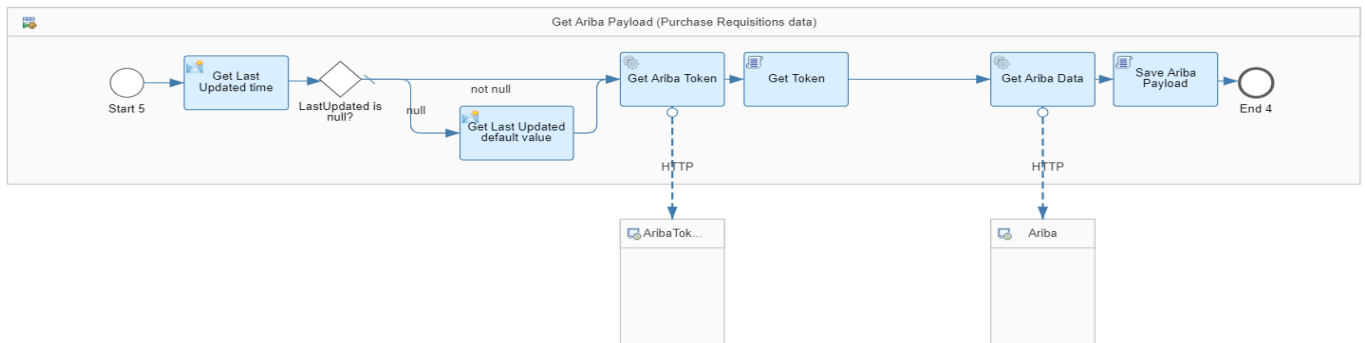 Get Ariba Payload (Purchase Requisitions data)
Start 5
Get Last
Updated time
LastUpdated is
null?
not null
null
Get Last Updated
default value
Get Ariba Token
Get Token
Get Ariba Data
Save Ariba
Payload
End 4
HTTP
HTTP
AribaTok...
Ariba